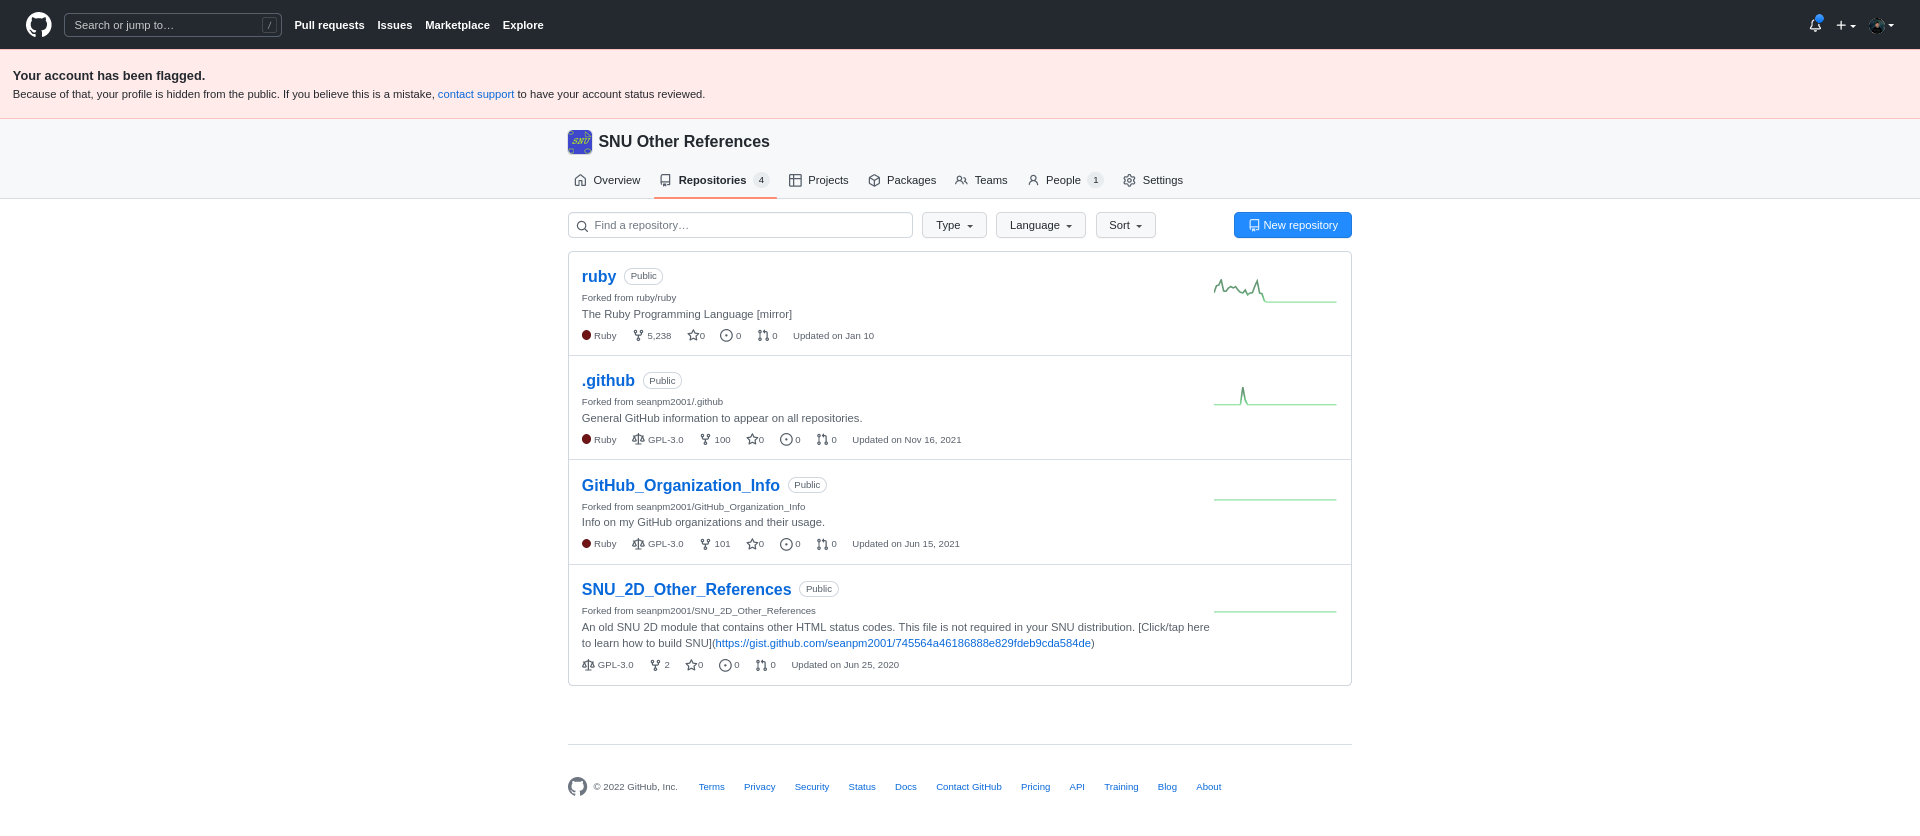 Search or jump to… / Pull requests Issues Marketplace Explore
Your account has been flagged.
Because of that, your profile is hidden from the public. If you believe this is a mistake, contact support to have your account status reviewed.
SNU SNU Other References
Overview Repositories 4 Projects Packages Teams People 1 Settings
Find a repository… Type Language Sort New repository
ruby Public
Forked from ruby/ruby
The Ruby Programming Language [mirror]
Ruby 5,238 0 0 0 Updated on Jan 10
.github Public
Forked from seanpm2001/.github
General GitHub information to appear on all repositories.
Ruby GPL-3.0 100 0 0 0 Updated on Nov 16, 2021
GitHub_Organization_Info Public
Forked from seanpm2001/GitHub_Organization_Info
Info on my GitHub organizations and their usage.
Ruby GPL-3.0 101 0 0 0 Updated on Jun 15, 2021
SNU_2D_Other_References Public
Forked from seanpm2001/SNU_2D_Other_References
An old SNU 2D module that contains other HTML status codes. This file is not required in your SNU distribution. [Click/tap here
to learn how to build SNU](https://gist.github.com/seanpm2001/745564a46186888e829fdeb9cda584de)
GPL-3.0 2 0 0 0 Updated on Jun 25, 2020
© 2022 GitHub, Inc. Terms Privacy Security Status Docs Contact GitHub Pricing API Training Blog About